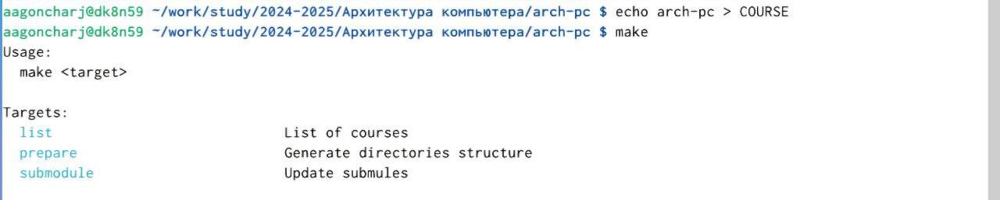 aagoncharj@dk8n59 ~/work/study/2024-2025/Архитектура компьютера/arch-pc $ echo arch-pc > COURSE
aagoncharj@dk8n59 ~/work/study/2024-2025/Архитектура компьютера/arch-pc $ make
Usage:
  make <target>

Targets:
  list                            List of courses
  prepare                         Generate directories structure
  submodule                       Update submules